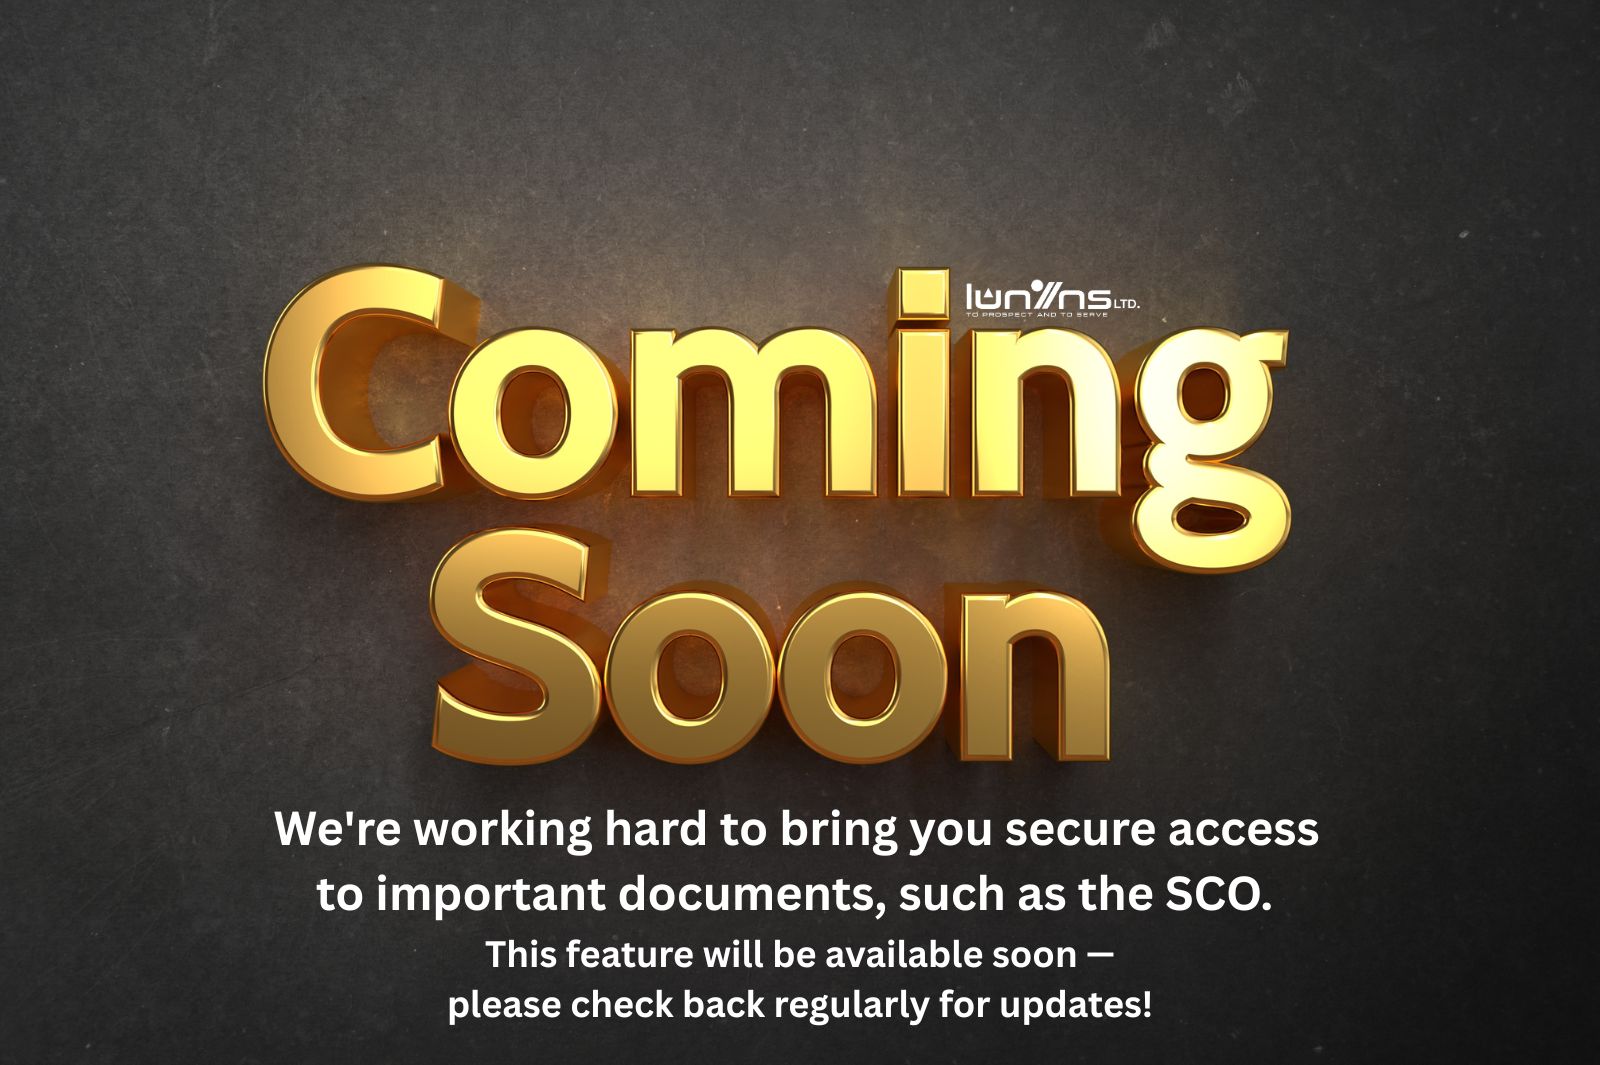 Coming
LTD.
TO PROSPECT AND TO SERVE
Soon
We're working hard to bring you secure access
to important documents, such as the SCO.
This feature will be available soon —
please check back regularly for updates!